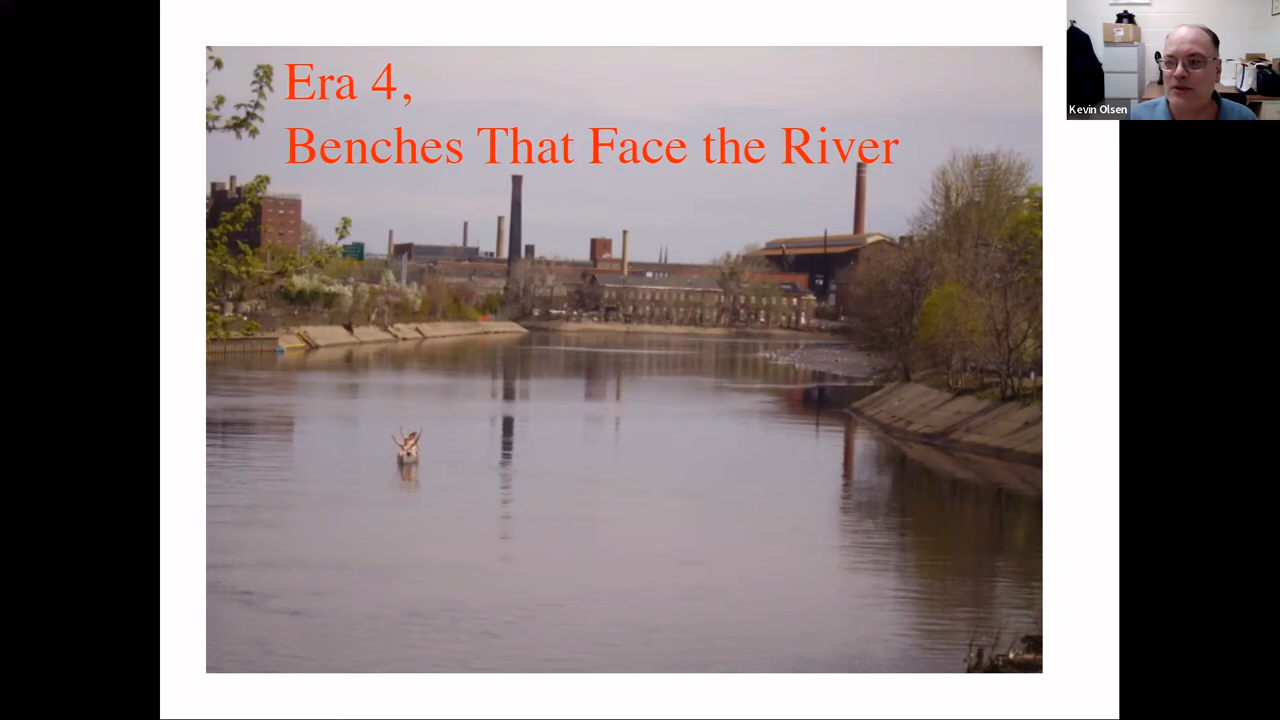 Era 4,
Benches That Face the River
Kevin Olsen